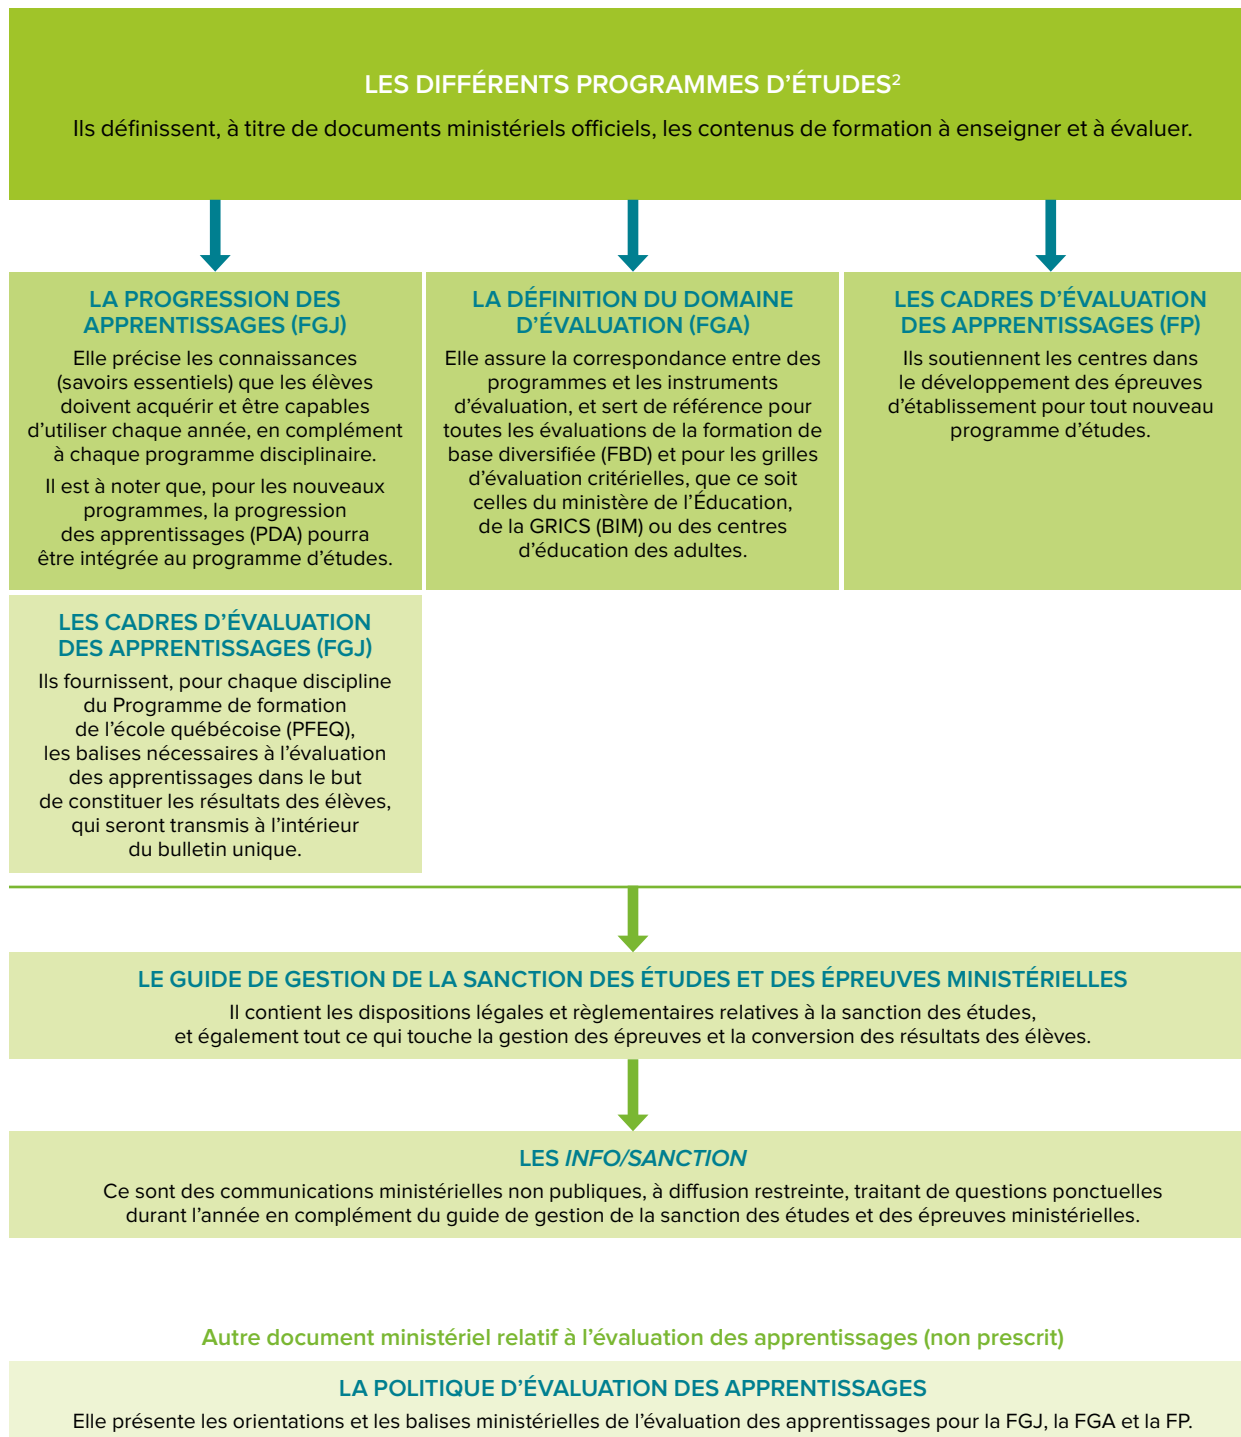 LES DIFFÉRENTS PROGRAMMES D’ÉTUDES²
Ils définissent, à titre de documents ministériels officiels, les contenus de formation à enseigner et à évaluer.
LA PROGRESSION DES
APPRENTISSAGES (FGJ)
Elle précise les connaissances
(savoirs essentiels) que les élèves
doivent acquérir et être capables
d’utiliser chaque année, en complément
à chaque programme disciplinaire.
Il est à noter que, pour les nouveaux
programmes, la progression
des apprentissages (PDA) pourra
être intégrée au programme d’études.
LA DÉFINITION DU DOMAINE
D’ÉVALUATION (FGA)
Elle assure la correspondance entre des
programmes et les instruments
d’évaluation, et sert de référence pour
toutes les évaluations de la formation de
base diversifiée (FBD) et pour les grilles
d’évaluation critérielles, que ce soit
celles du ministère de l’Éducation,
de la GRICS (BIM) ou des centres
d’éducation des adultes.
LES CADRES D’ÉVALUATION
DES APPRENTISSAGES (FP)
Ils soutiennent les centres dans
le développement des épreuves
d’établissement pour tout nouveau
programme d’études.
LES CADRES D’ÉVALUATION
DES APPRENTISSAGES (FGJ)
Ils fournissent, pour chaque discipline
du Programme de formation
de l’école québécoise (PFEQ),
les balises nécessaires à l’évaluation
des apprentissages dans le but
de constituer les résultats des élèves,
qui seront transmis à l’intérieur
du bulletin unique.
LE GUIDE DE GESTION DE LA SANCTION DES ÉTUDES ET DES ÉPREUVES MINISTÉRIELLES
Il contient les dispositions légales et règlementaires relatives à la sanction des études,
et également tout ce qui touche la gestion des épreuves et la conversion des résultats des élèves.
LES INFO/SANCTION
Ce sont des communications ministérielles non publiques, à diffusion restreinte, traitant de questions ponctuelles
durant l’année en complément du guide de gestion de la sanction des études et des épreuves ministérielles.
Autre document ministériel relatif à l’évaluation des apprentissages (non prescrit)
LA POLITIQUE D’ÉVALUATION DES APPRENTISSAGES
Elle présente les orientations et les balises ministérielles de l’évaluation des apprentissages pour la FGJ, la FGA et la FP.